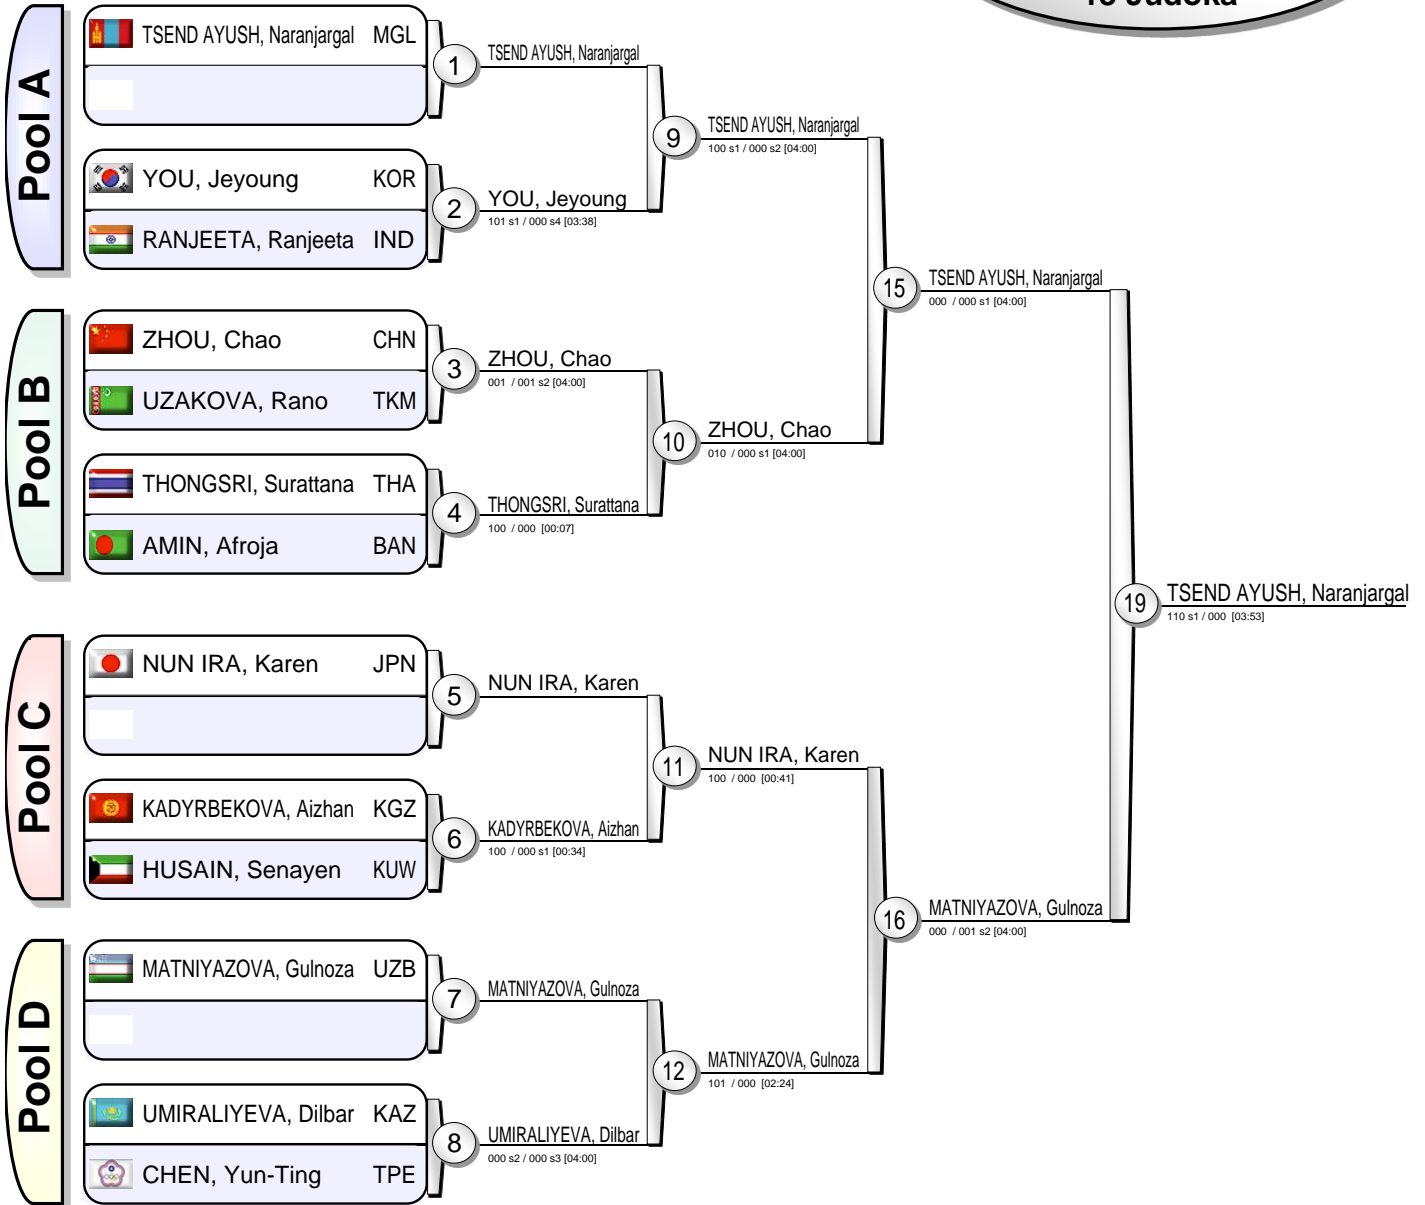 13 Judoka
Pool A
TSEND AYUSH, Naranjargal MGL
YOU, Jeyoung KOR
RANJEETA, Ranjeeta IND
Pool B
ZHOU, Chao CHN
UZAKOVA, Rano TKM
THONGSRI, Surattana THA
AMIN, Afroja BAN
Pool C
NUN IRA, Karen JPN
KADYRBEKOVA, Aizhan KGZ
HUSAIN, Senayen KUW
Pool D
MATNIYAZOVA, Gulnoza UZB
UMIRALIYEVA, Dilbar KAZ
CHEN, Yun-Ting TPE
1
TSEND AYUSH, Naranjargal
2
YOU, Jeyoung
101 s1 / 000 s4 [03:38]
3
ZHOU, Chao
001 / 001 s2 [04:00]
4
THONGSRI, Surattana
100 / 000 [00:07]
5
NUN IRA, Karen
6
KADYRBEKOVA, Aizhan
100 / 000 s1 [00:34]
7
MATNIYAZOVA, Gulnoza
8
UMIRALIYEVA, Dilbar
000 s2 / 000 s3 [04:00]
9
TSEND AYUSH, Naranjargal
100 s1 / 000 s2 [04:00]
10
ZHOU, Chao
010 / 000 s1 [04:00]
11
NUN IRA, Karen
100 / 000 [00:41]
12
MATNIYAZOVA, Gulnoza
101 / 000 [02:24]
15
TSEND AYUSH, Naranjargal
000 / 000 s1 [04:00]
16
MATNIYAZOVA, Gulnoza
000 / 001 s2 [04:00]
19
TSEND AYUSH, Naranjargal
110 s1 / 000 [03:53]